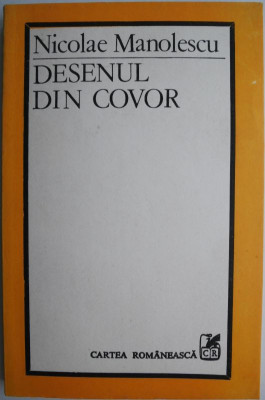 Nicolae Manolescu
DESENUL
DIN COVOR
CARTEA ROMÂNEASCĂ
CR